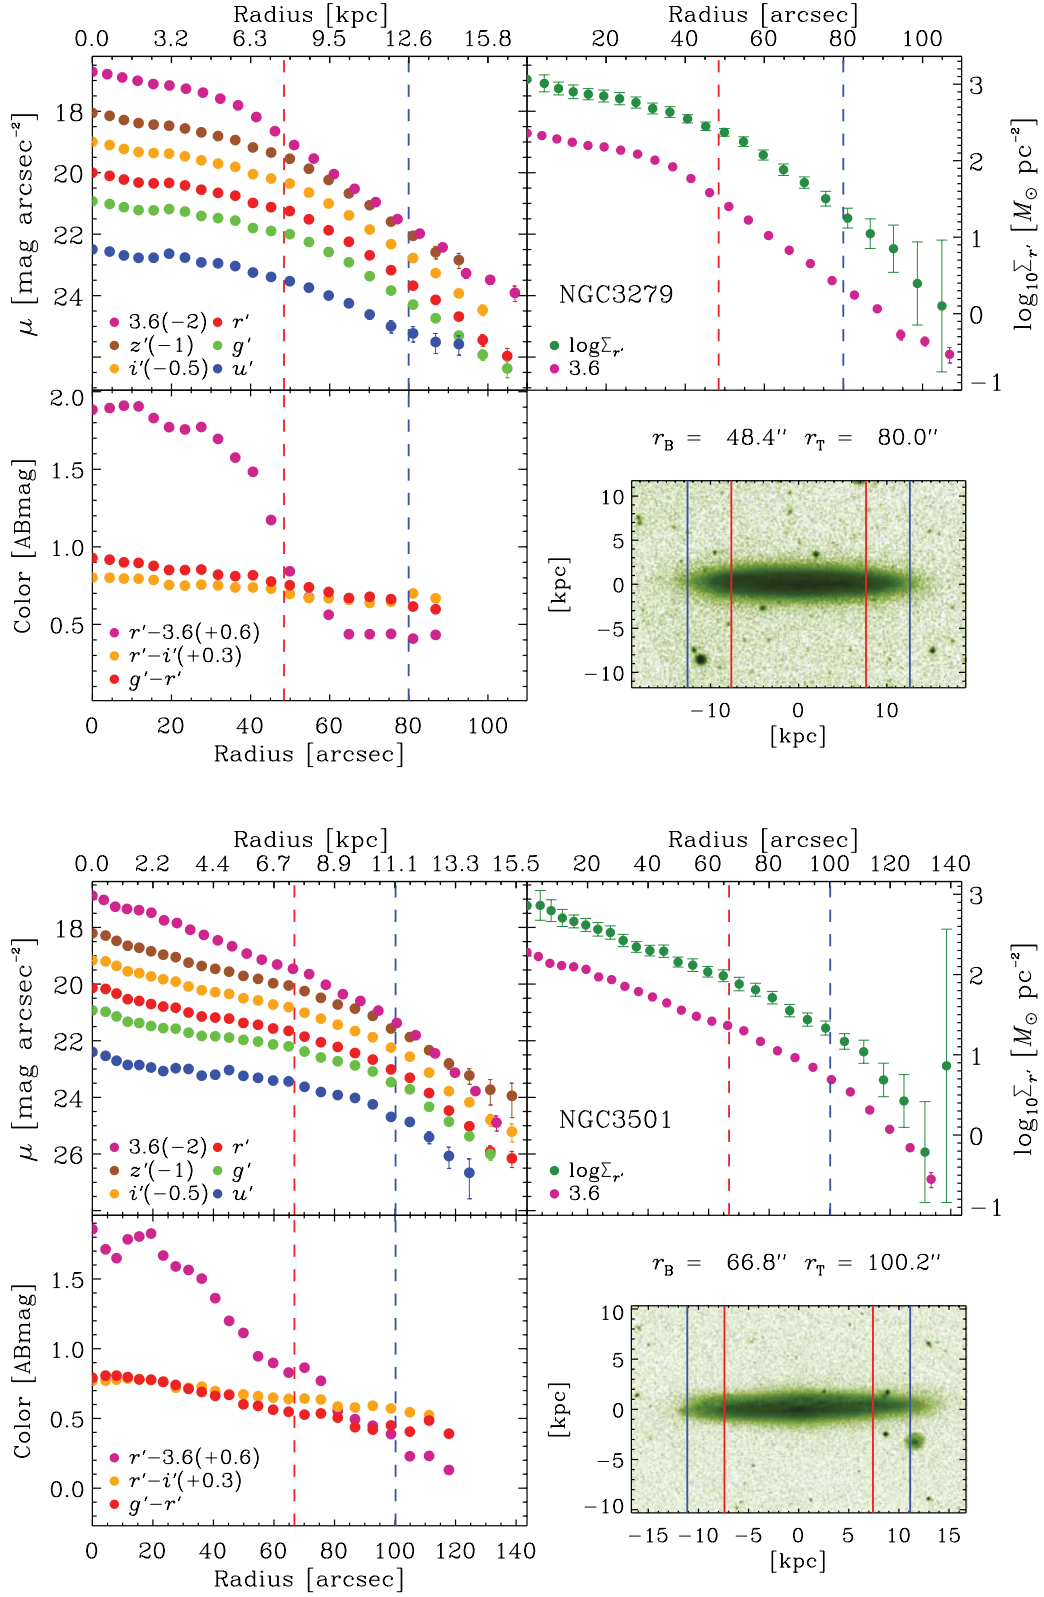 Radius [kpc]
0.0 3.2 6.3 9.5 12.6 15.8
Radius [arcsec]
20 40 60 80 100
μ [mag arcsec⁻²]
18
20
22
24
3.6(−2) r′
z′(−1) g′
i′(−0.5) u′
NGC3279
logΣr′
3.6
3
2
1
0
−1
log₁₀Σr′ [M⊙ pc⁻²]
Color [ABmag]
2.0
1.5
1.0
0.5
r′−3.6(+0.6)
r′−i′(+0.3)
g′−r′
0 20 40 60 80 100
Radius [arcsec]
rB = 48.4″ rT = 80.0″
[kpc]
10
5
0
−5
−10
−10 0 10
[kpc]
Radius [kpc]
0.0 2.2 4.4 6.7 8.9 11.1 13.3 15.5
Radius [arcsec]
20 40 60 80 100 120 140
μ [mag arcsec⁻²]
18
20
22
24
26
3.6(−2) r′
z′(−1) g′
i′(−0.5) u′
NGC3501
logΣr′
3.6
3
2
1
0
−1
log₁₀Σr′ [M⊙ pc⁻²]
Color [ABmag]
1.5
1.0
0.5
0.0
r′−3.6(+0.6)
r′−i′(+0.3)
g′−r′
0 20 40 60 80 100 120 140
Radius [arcsec]
rB = 66.8″ rT = 100.2″
[kpc]
10
5
0
−5
−10
−15 −10 −5 0 5 10 15
[kpc]